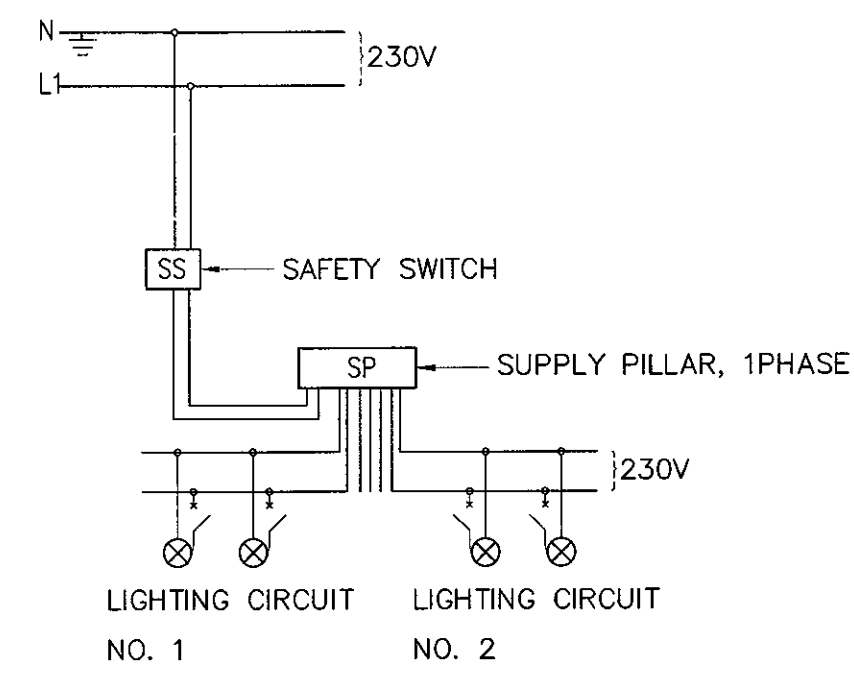 N
230V
L1
SS
SAFETY SWITCH
SP
SUPPLY PILLAR, 1PHASE
230V
LIGHTING CIRCUIT
NO. 1
LIGHTING CIRCUIT
NO. 2